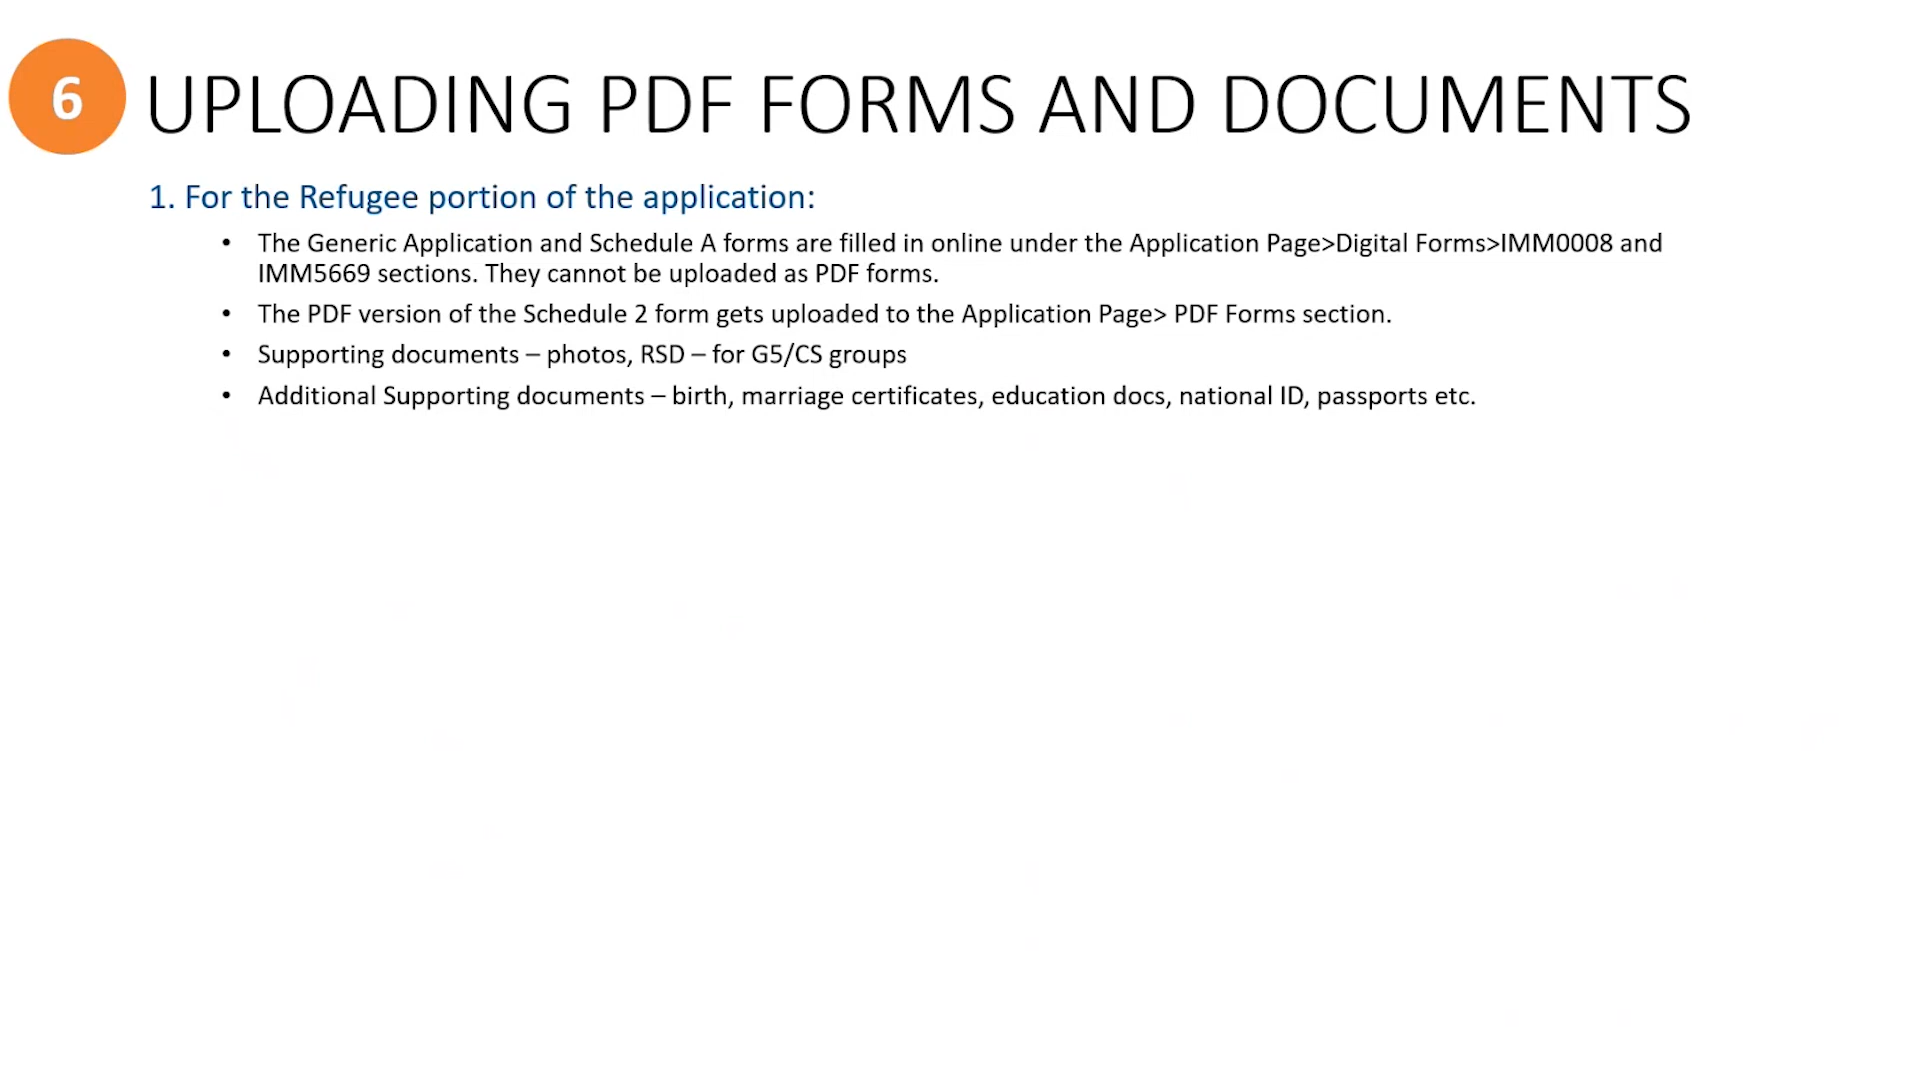 6 UPLOADING PDF FORMS AND DOCUMENTS
1. For the Refugee portion of the application:
• The Generic Application and Schedule A forms are filled in online under the Application Page>Digital Forms>IMM0008 and
IMM5669 sections. They cannot be uploaded as PDF forms.
• The PDF version of the Schedule 2 form gets uploaded to the Application Page> PDF Forms section.
• Supporting documents – photos, RSD – for G5/CS groups
• Additional Supporting documents – birth, marriage certificates, education docs, national ID, passports etc.